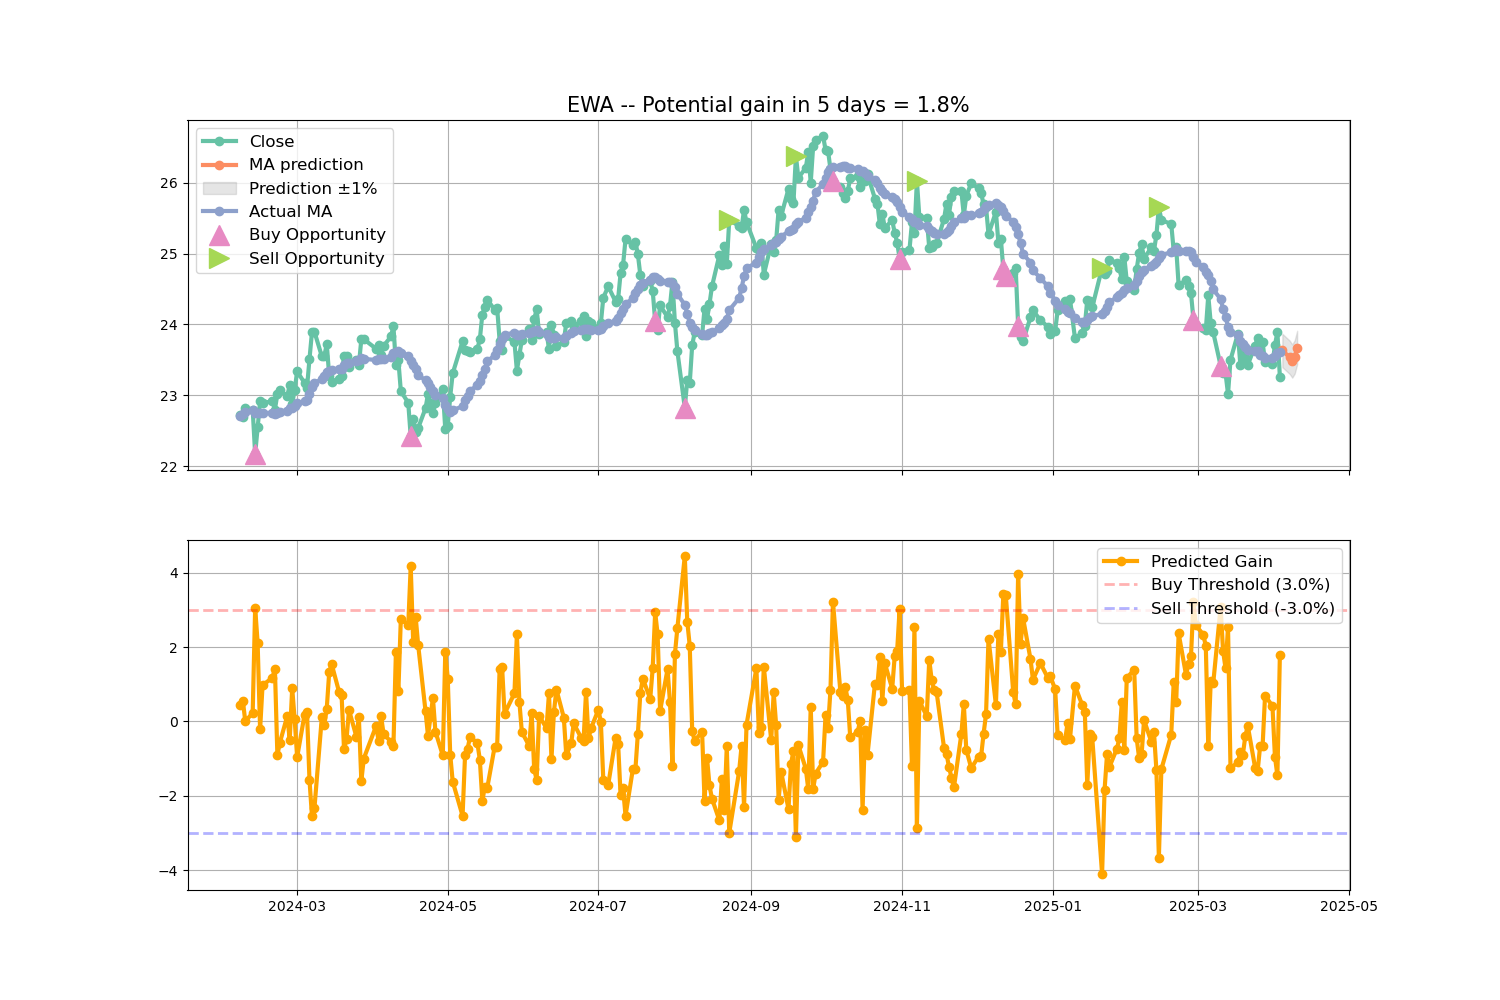 EWA -- Potential gain in 5 days = 1.8%
Close
MA prediction
Prediction ±1%
Actual MA
Buy Opportunity
Sell Opportunity
26
25
24
23
22
Predicted Gain
Buy Threshold (3.0%)
Sell Threshold (-3.0%)
4
2
0
−2
−4
2024-03 2024-05 2024-07 2024-09 2024-11 2025-01 2025-03 2025-05